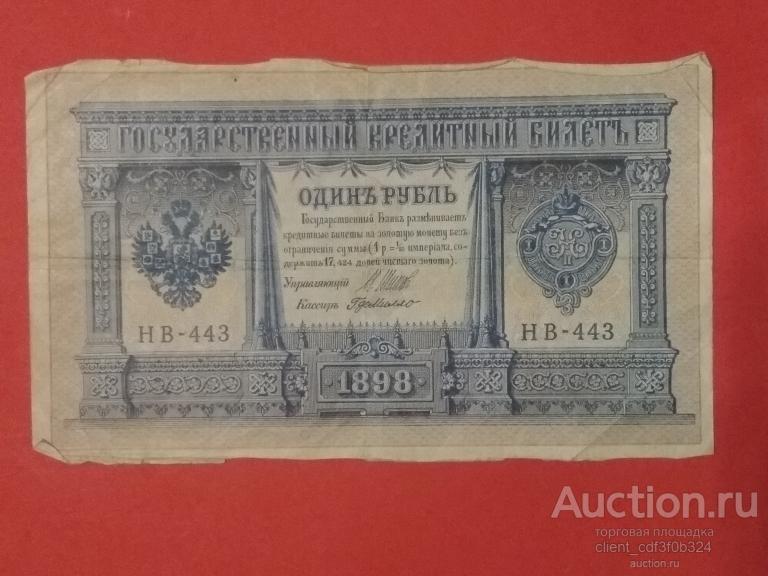 ГОСУДАРСТВЕННЫЙ КРЕДИТНЫЙ БИЛЕТЪ
ОДИНЪ РУБЛЬ
Государственный Банкъ размѣниваетъ
кредитные билеты на золотую монету безъ
ограниченія суммы (1 р. = 1/15 имперіала, со-
держитъ 17,424 долей чистаго золота).
Управляющій
Кассиръ
НВ-443
НВ-443
1898
Auction.ru
торговая площадка
client_cdf3f0b324
auction.ru